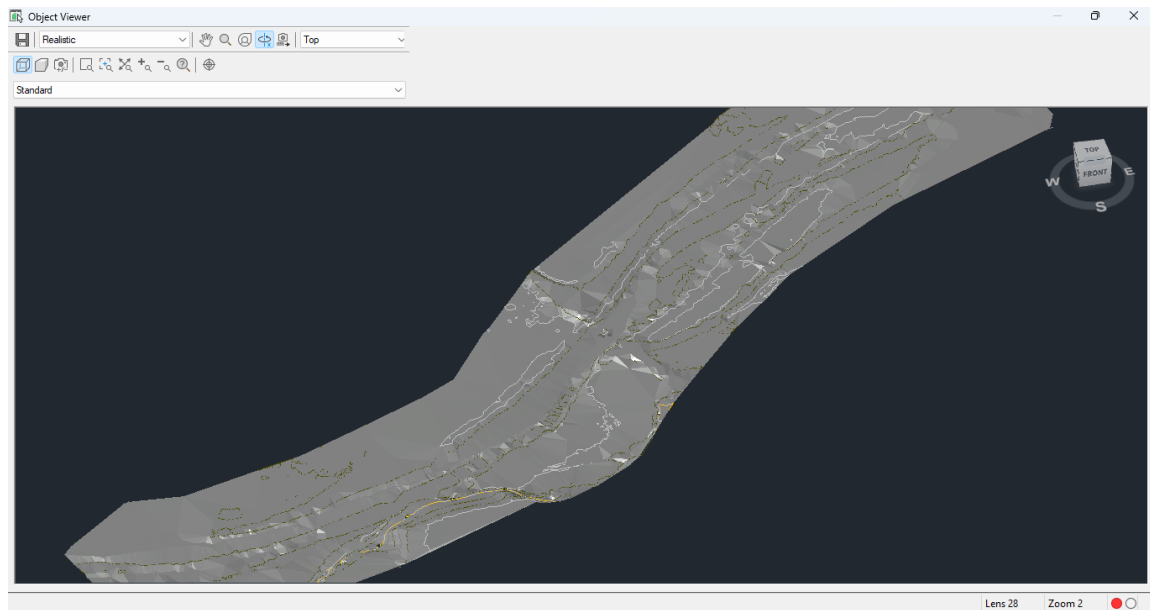 Object Viewer
Realistic
Top
Standard
TOP
FRONT
W
E
S
Lens 28
Zoom 2